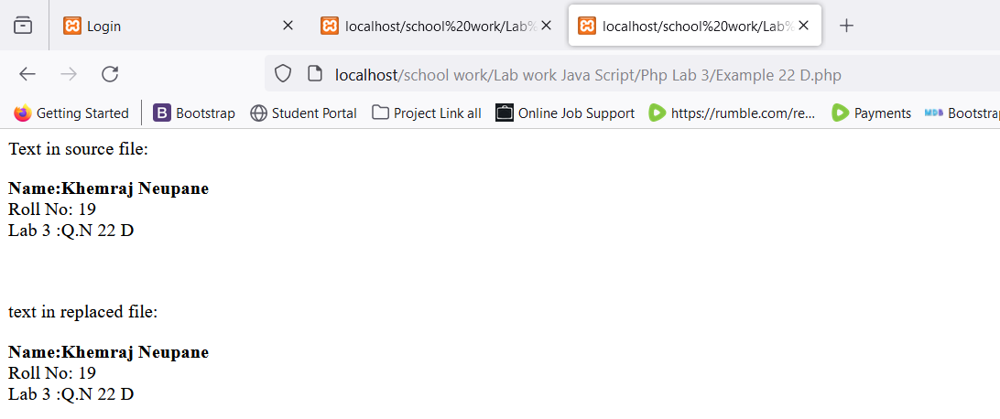 Login
localhost/school%20work/Lab%
localhost/school%20work/Lab%
localhost/school work/Lab work Java Script/Php Lab 3/Example 22 D.php
Getting Started
B Bootstrap
Student Portal
Project Link all
Online Job Support
https://rumble.com/re...
Payments
MDB Bootstra
Text in source file:
Name:Khemraj Neupane
Roll No: 19
Lab 3 :Q.N 22 D
text in replaced file:
Name:Khemraj Neupane
Roll No: 19
Lab 3 :Q.N 22 D